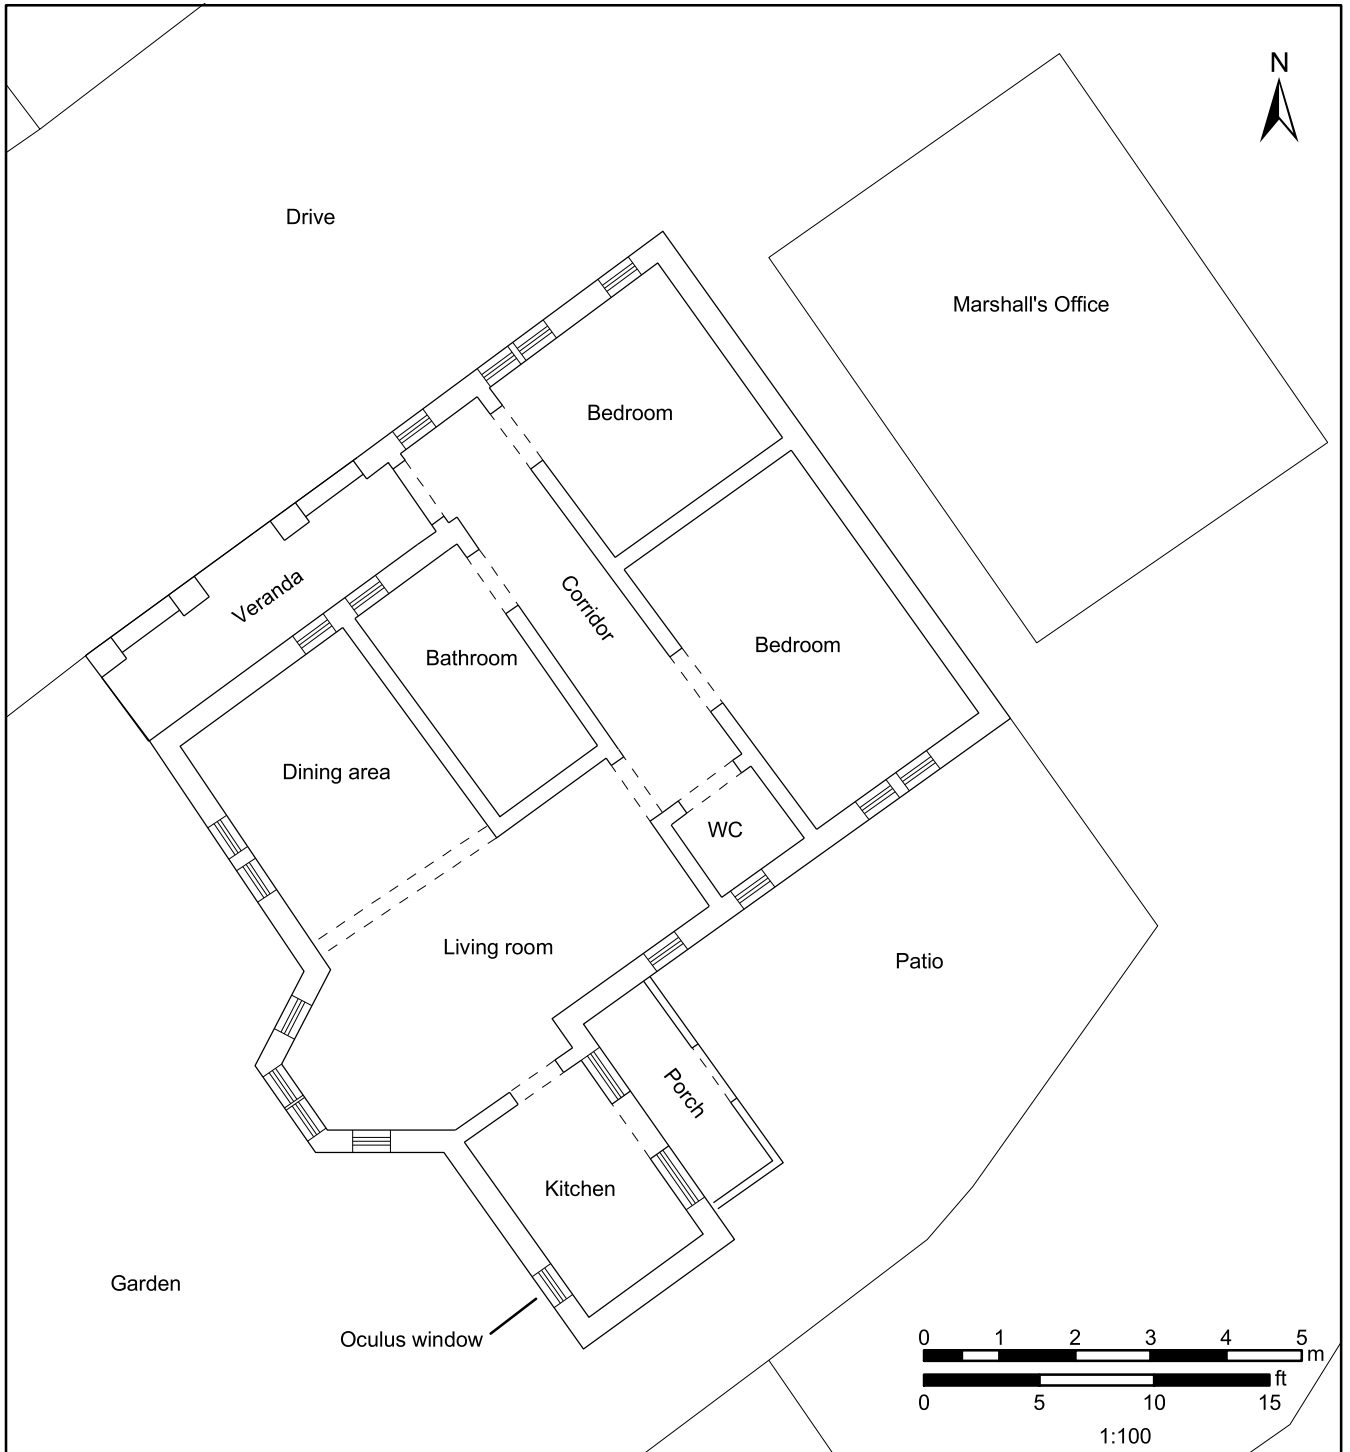 N
Drive
Marshall's Office
Bedroom
Veranda
Corridor
Bathroom
Bedroom
Dining area
WC
Living room
Patio
Porch
Kitchen
Garden
Oculus window
0 1 2 3 4 5
m
ft
0 5 10 15
1:100